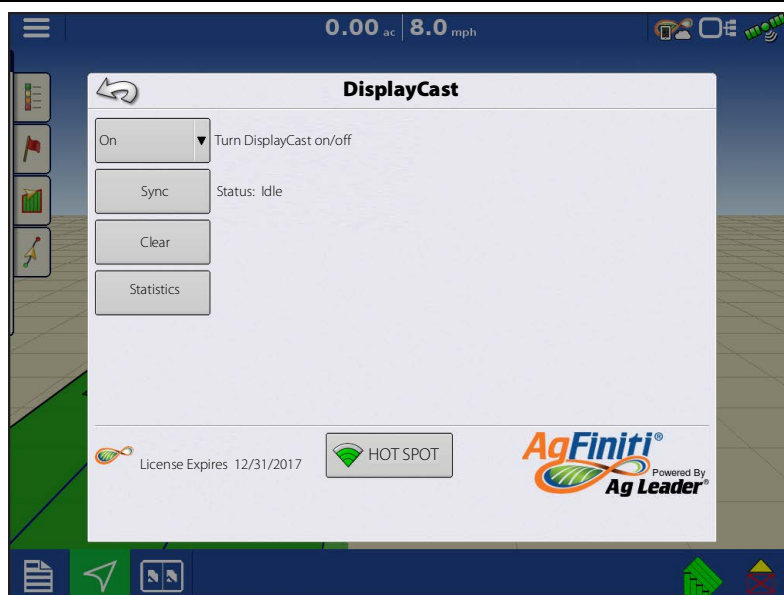 0.00 ac 8.0 mph
DisplayCast
On Turn DisplayCast on/off
Sync Status: Idle
Clear
Statistics
License Expires 12/31/2017 HOT SPOT
AgFiniti®
Powered By
Ag Leader®